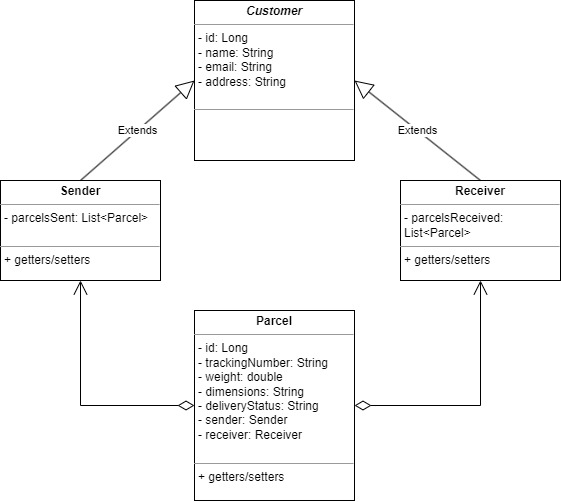 Customer
- id: Long
- name: String
- email: String
- address: String
Extends
Extends
Sender
- parcelsSent: List<Parcel>
+ getters/setters
Receiver
- parcelsReceived:
List<Parcel>
+ getters/setters
Parcel
- id: Long
- trackingNumber: String
- weight: double
- dimensions: String
- deliveryStatus: String
- sender: Sender
- receiver: Receiver
+ getters/setters